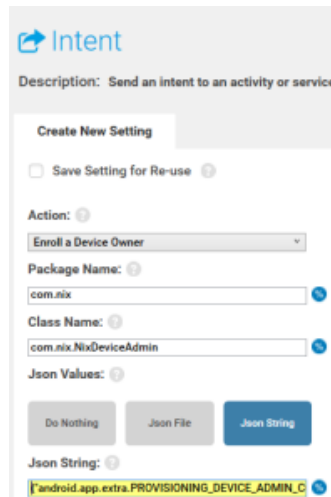 Intent
Description: Send an intent to an activity or service
Create New Setting
Save Setting for Re-use ?
Action: ?
Enroll a Device Owner
Package Name: ?
com.nix
Class Name: ?
com.nix.NixDeviceAdmin
Json Values: ?
Do Nothing Json File Json String
Json String: ?
{"android.app.extra.PROVISIONING_DEVICE_ADMIN_C